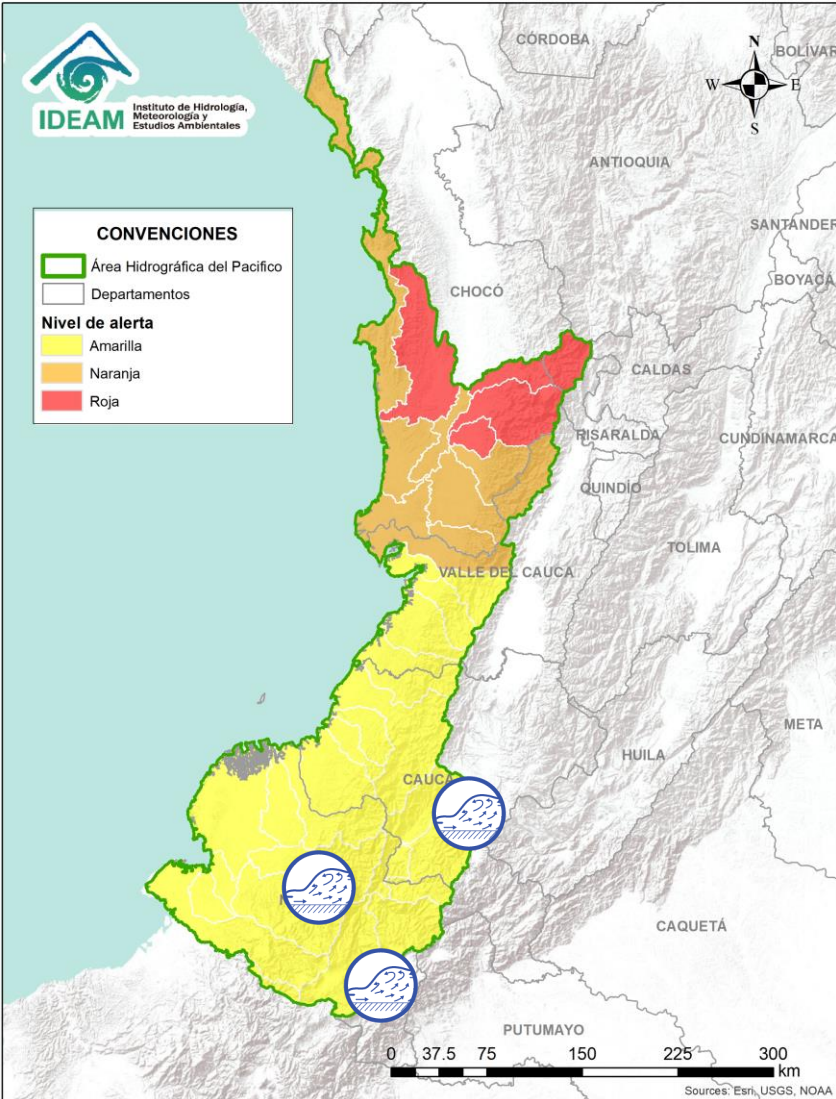 IDEAM
Instituto de Hidrología,
Meteorología y
Estudios Ambientales
CÓRDOBA
BOLÍVAR
N
W
E
S
ANTIOQUIA
SANTANDER
BOYACÁ
CONVENCIONES
Área Hidrográfica del Pacifico
Departamentos
Nivel de alerta
Amarilla
Naranja
Roja
CHOCÓ
CALDAS
RISARALDA
CUNDINAMARCA
QUINDÍO
TOLIMA
VALLE DEL CAUCA
META
HUILA
CAUCA
CAQUETÁ
PUTUMAYO
0 37.5 75 150 225 300
km
Sources: Esri, USGS, NOAA